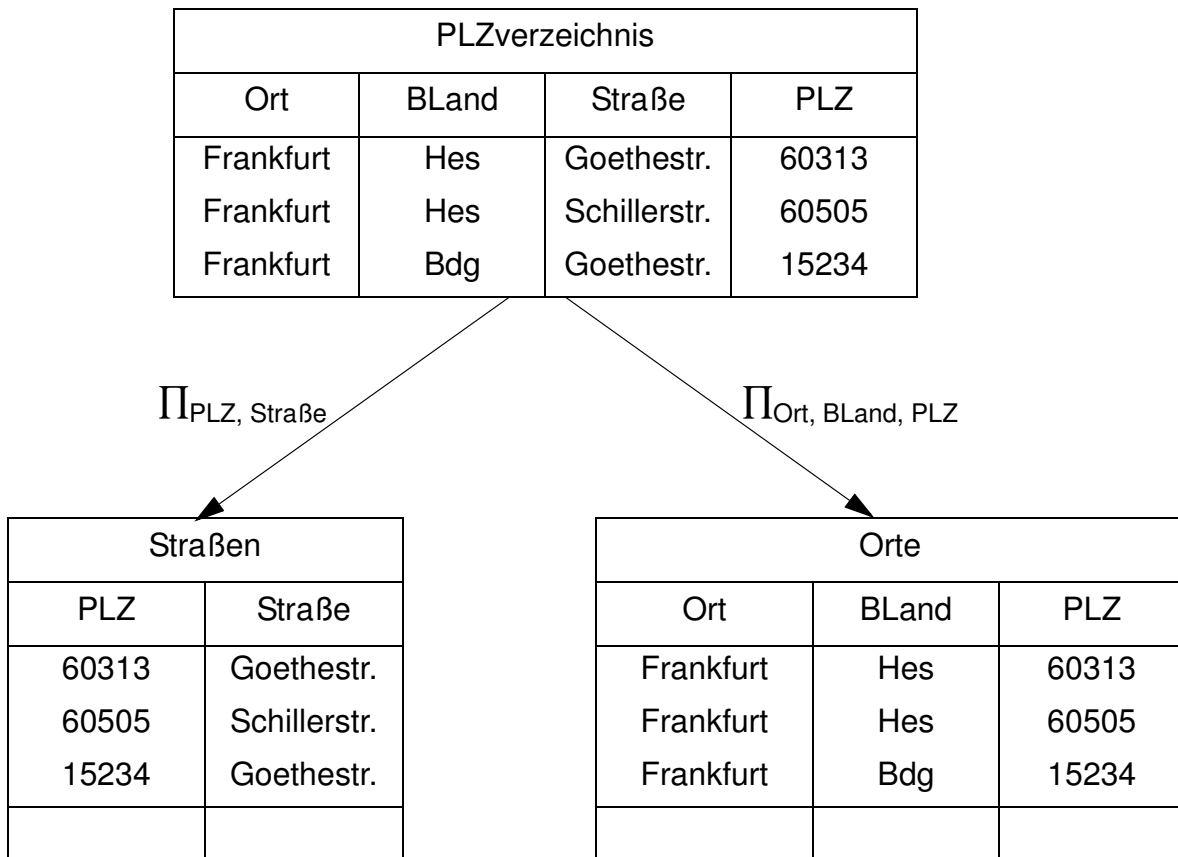 PLZverzeichnis
Ort BLand Straße PLZ
Frankfurt Hes Goethestr. 60313
Frankfurt Hes Schillerstr. 60505
Frankfurt Bdg Goethestr. 15234
∏PLZ, Straße ∏Ort, BLand, PLZ
Straßen Orte
PLZ Straße Ort BLand PLZ
60313 Goethestr. Frankfurt Hes 60313
60505 Schillerstr. Frankfurt Hes 60505
15234 Goethestr. Frankfurt Bdg 15234